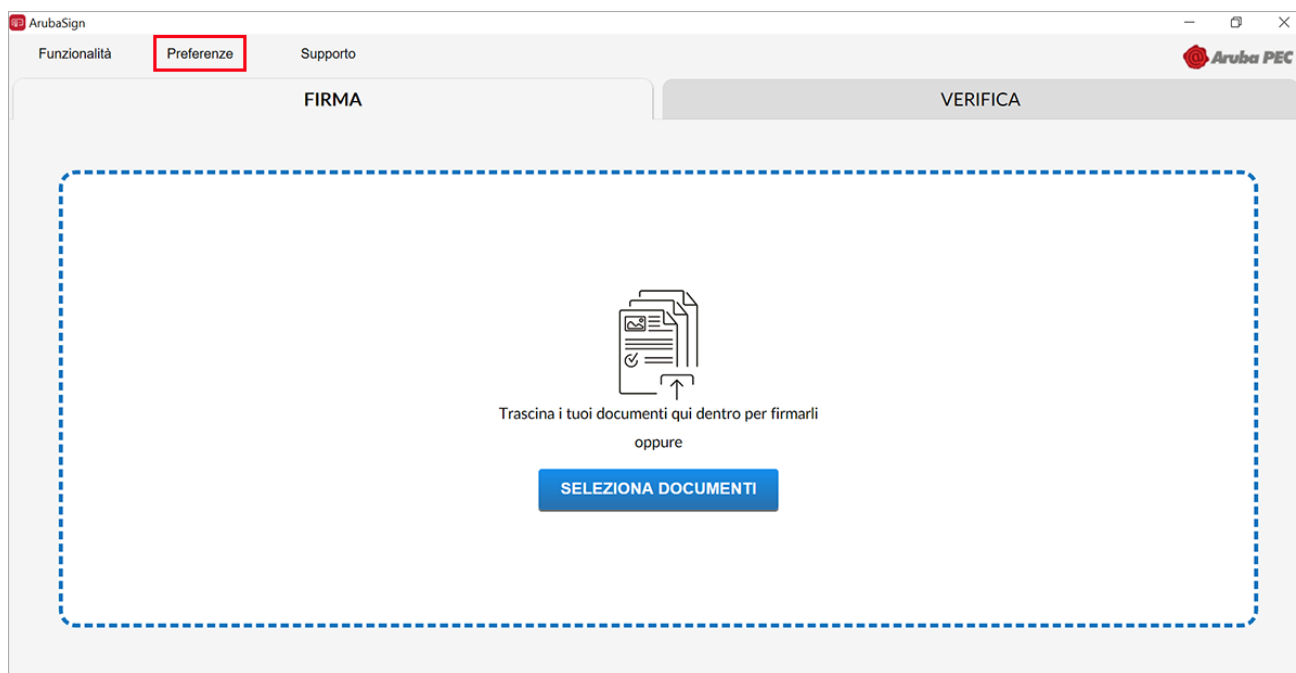 ArubaSign
Funzionalità Preferenze Supporto
Aruba PEC
FIRMA VERIFICA
Trascina i tuoi documenti qui dentro per firmarli
oppure
SELEZIONA DOCUMENTI